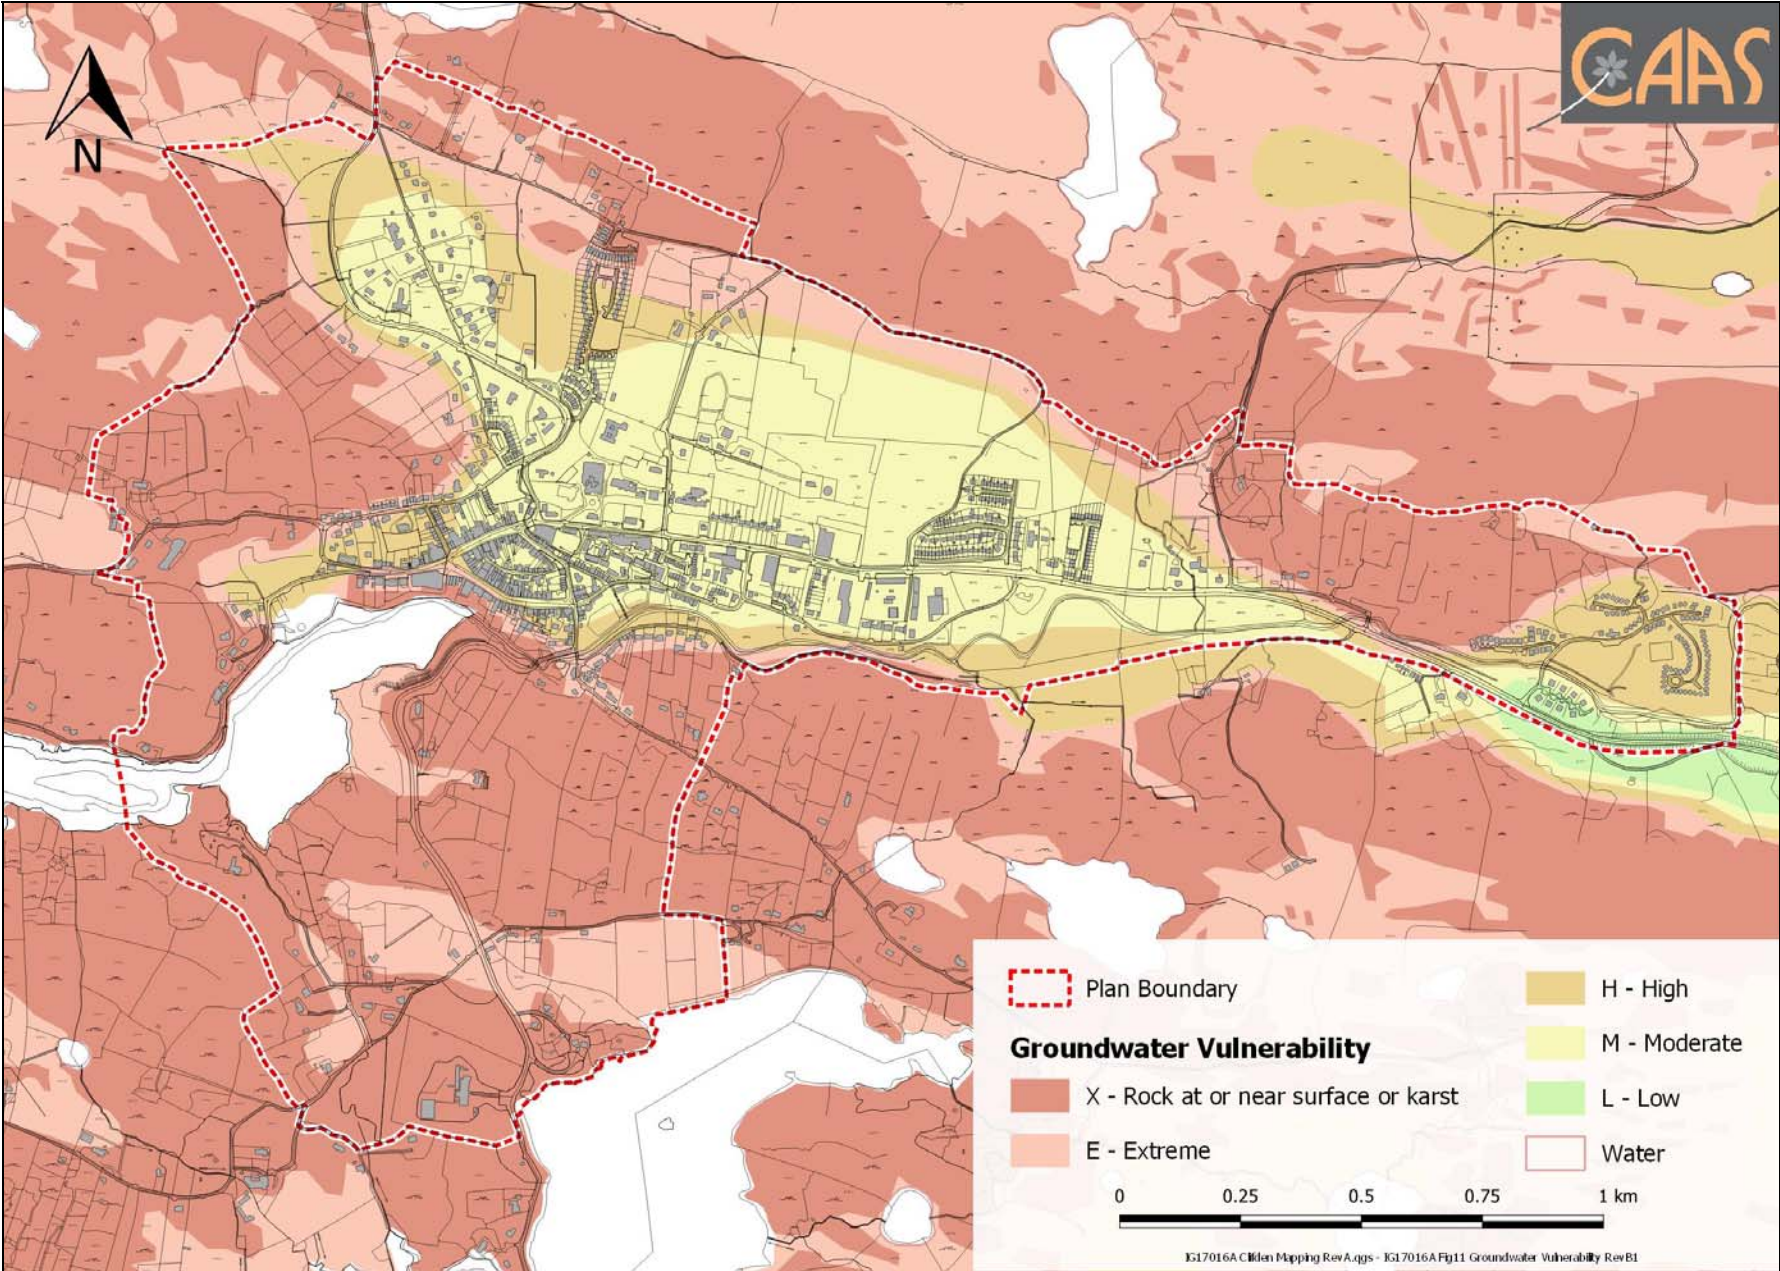 CAAS
N
Plan Boundary
Groundwater Vulnerability
X - Rock at or near surface or karst
E - Extreme
H - High
M - Moderate
L - Low
Water
0 0.25 0.5 0.75 1 km
IG17016A Clifden Mapping RevA.qgs - IG17016A Fig11 Groundwater Vulnerability RevB1